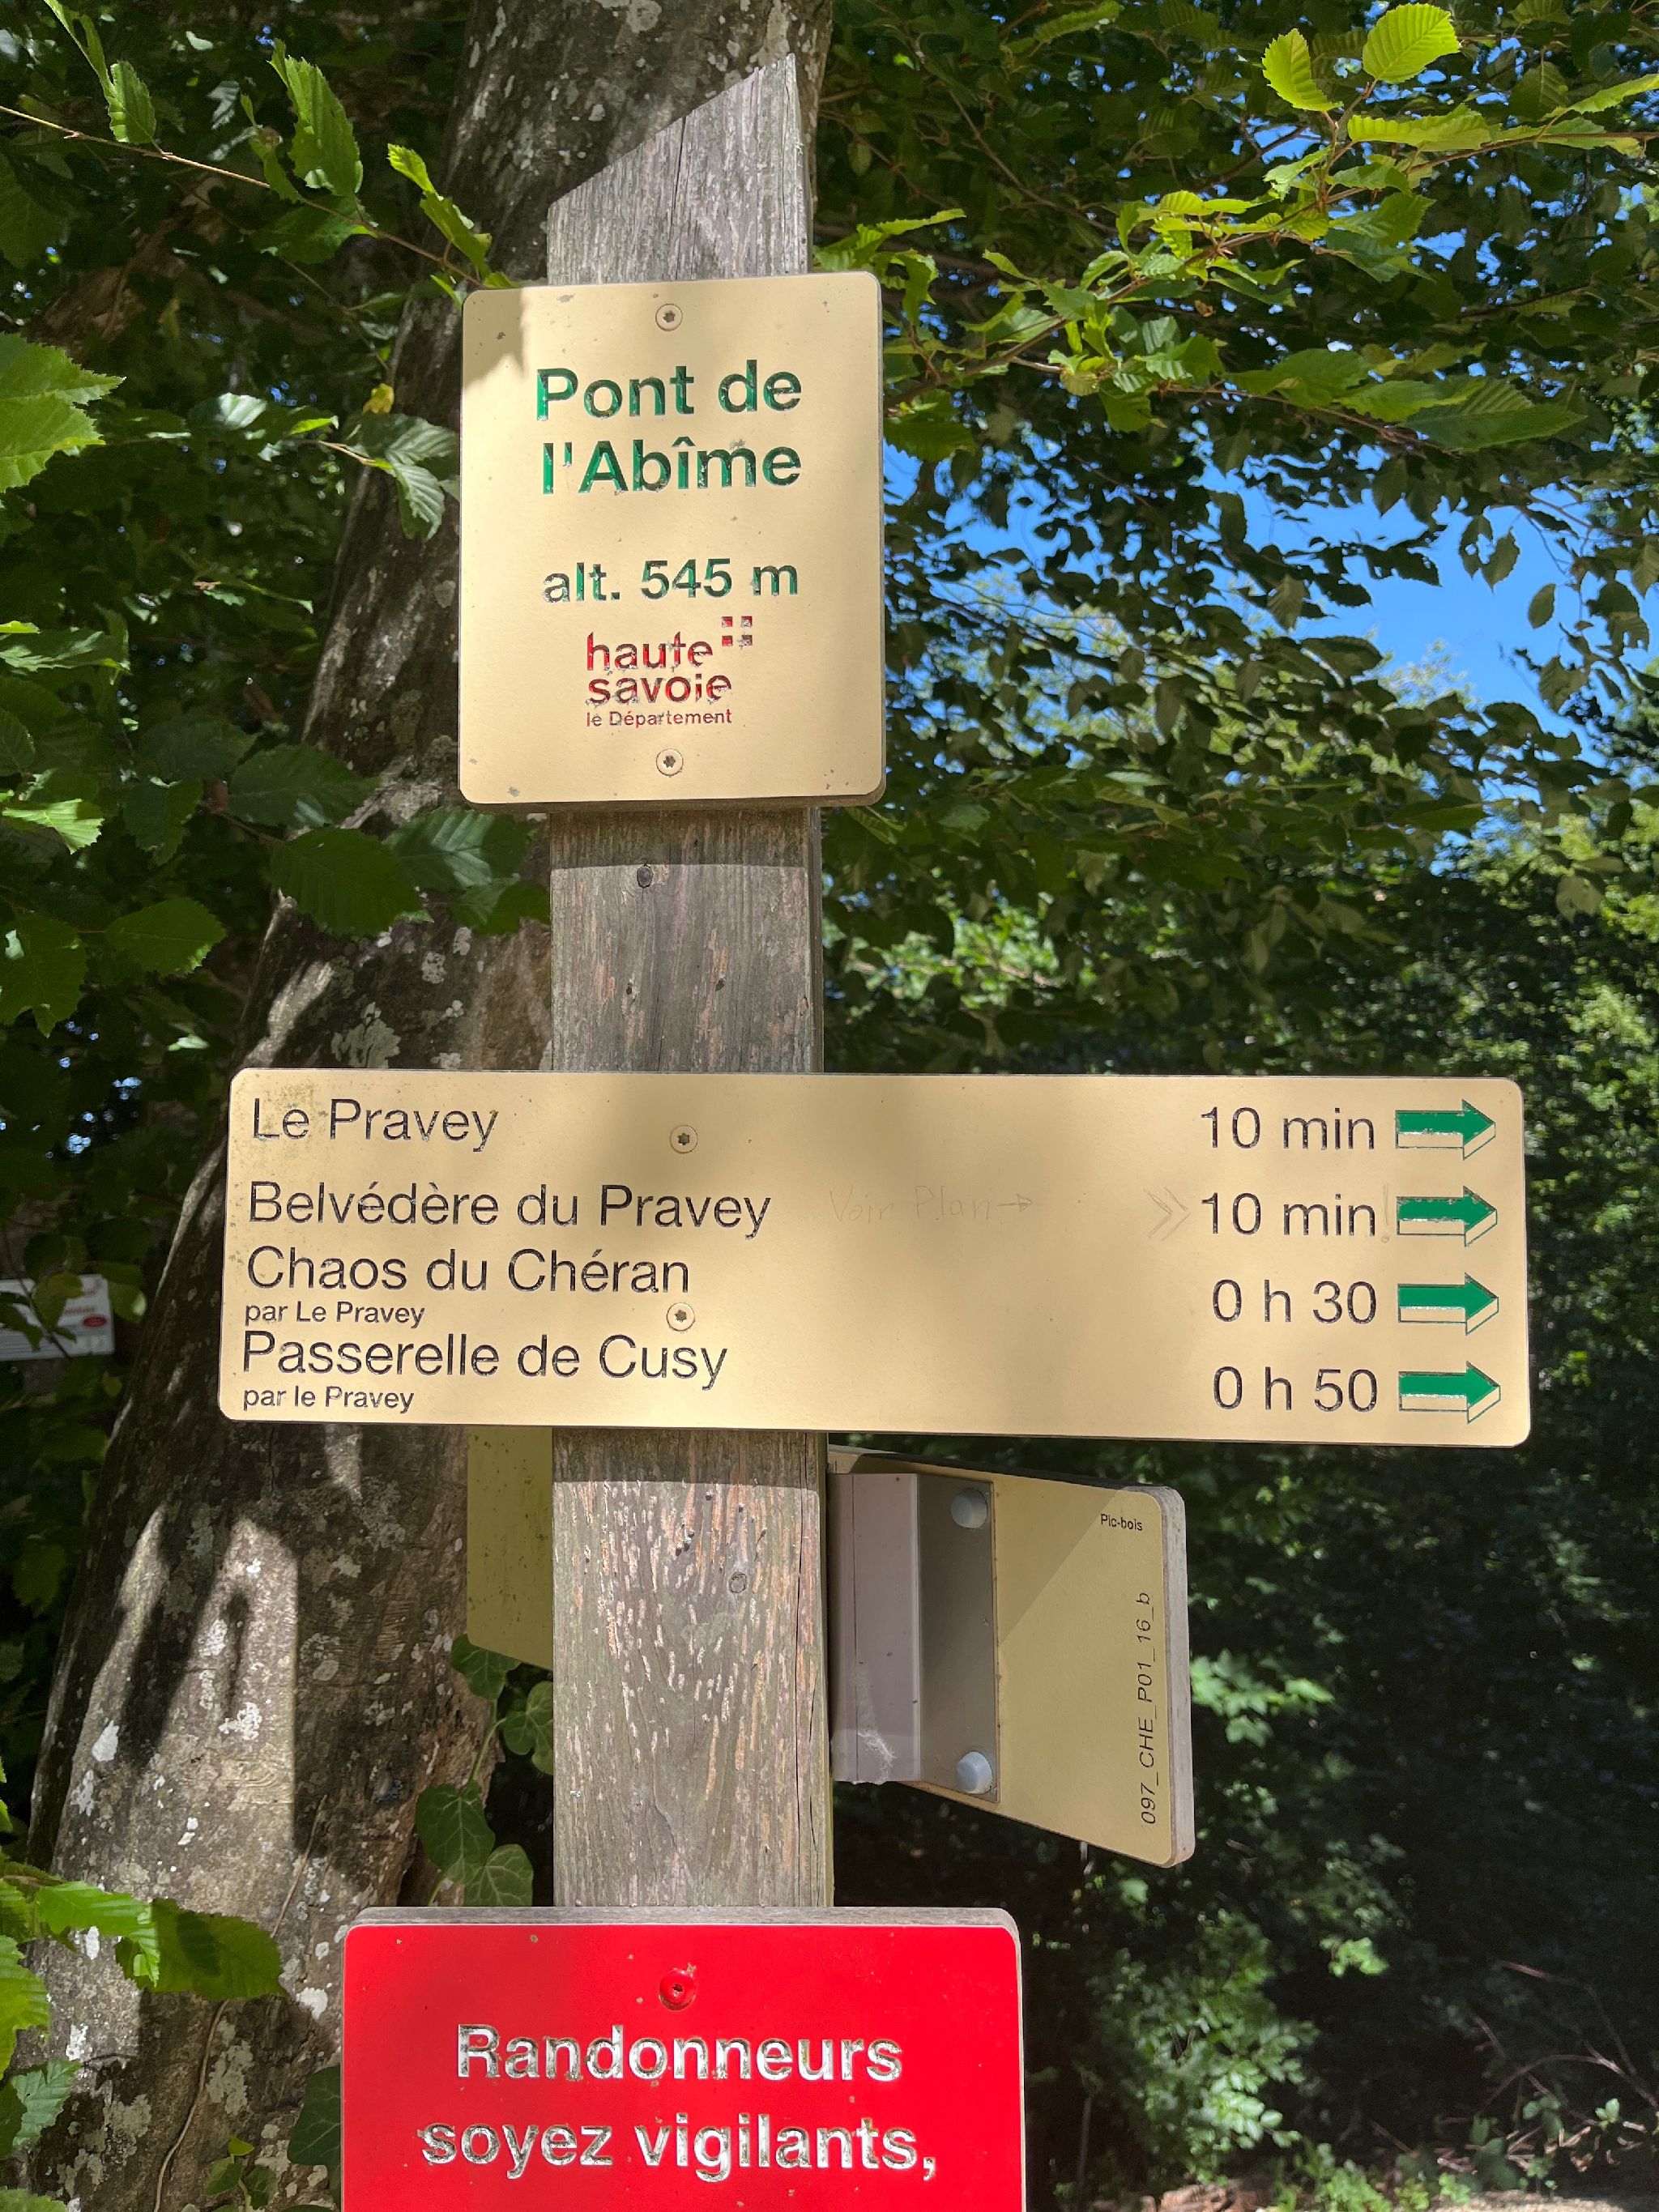 Pont de
l'Abîme
alt. 545 m
haute
savoie
le Département
Le Pravey 10 min
Belvédère du Pravey Voir Plan → » 10 min!
Chaos du Chéran 0 h 30
par Le Pravey
Passerelle de Cusy 0 h 50
par le Pravey
Pic-bois
097_CHE_P01_16_b
Randonneurs
soyez vigilants,